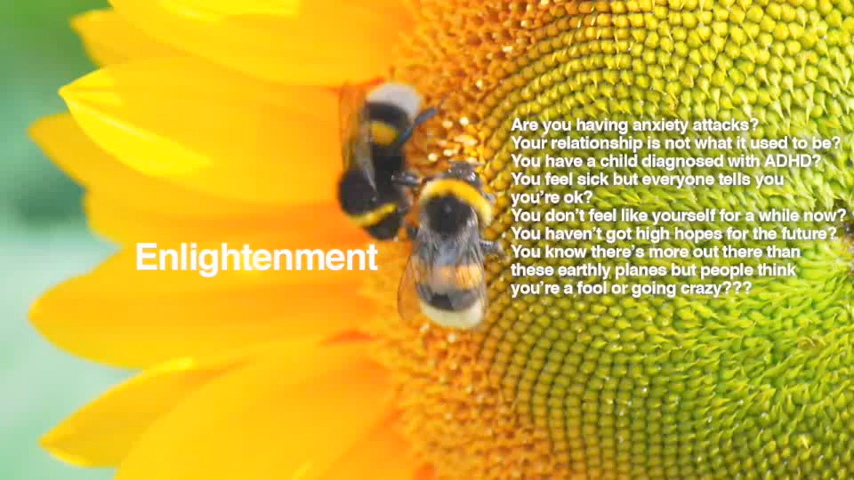 Enlightenment
Are you having anxiety attacks?
Your relationship is not what it used to be?
You have a child diagnosed with ADHD?
You feel sick but everyone tells you
you're ok?
You don't feel like yourself for a while now?
You haven't got high hopes for the future?
You know there's more out there than
these earthly planes but people think
you're a fool or going crazy???